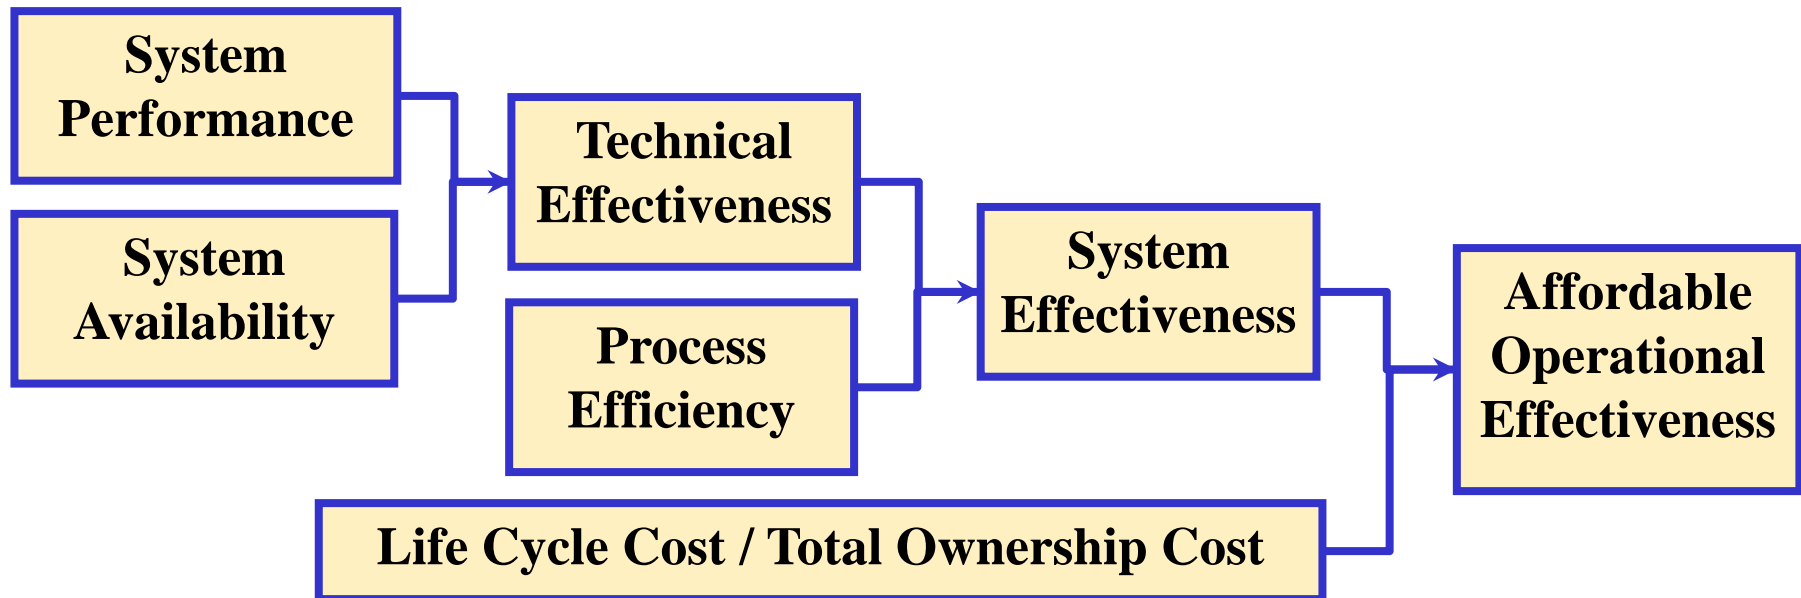 System
Performance
System
Availability
Technical
Effectiveness
Process
Efficiency
System
Effectiveness
Affordable
Operational
Effectiveness
Life Cycle Cost / Total Ownership Cost